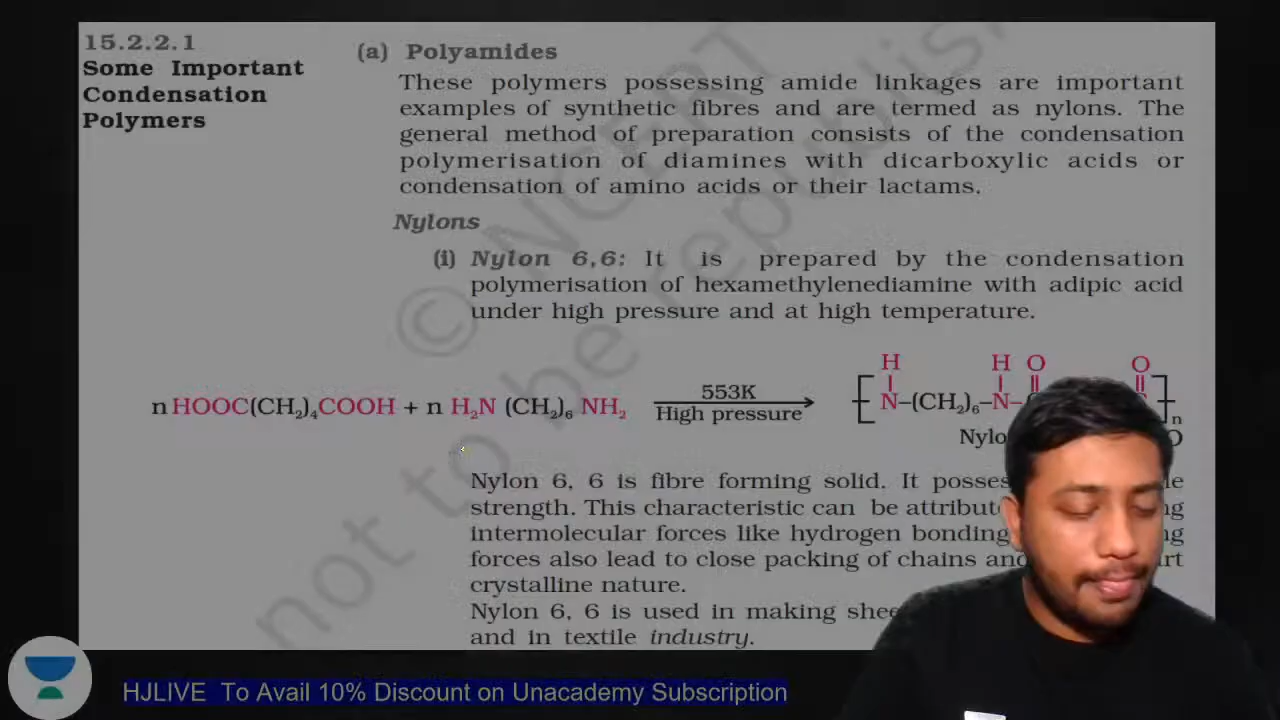 15.2.2.1
Some Important
Condensation
Polymers
(a) Polyamides
These polymers possessing amide linkages are important
examples of synthetic fibres and are termed as nylons. The
general method of preparation consists of the condensation
polymerisation of diamines with dicarboxylic acids or
condensation of amino acids or their lactams.
Nylons
(i) Nylon 6,6: It is prepared by the condensation
polymerisation of hexamethylenediamine with adipic acid
under high pressure and at high temperature.
H H O O
n HOOC(CH₂)₄COOH + n H₂N (CH₂)₆ NH₂ 553K High pressure [ N–(CH₂)₆–N– ]n
Nylon 6, 6 is fibre forming solid. It
strength. This characteristic can be
intermolecular forces like hydrogen bonding
forces also lead to close packing of chains
crystalline nature.
Nylon 6, 6 is used in making
and in textile industry.
© NCERT
not to be republished
HJLIVE To Avail 10% Discount on Unacademy Subscription